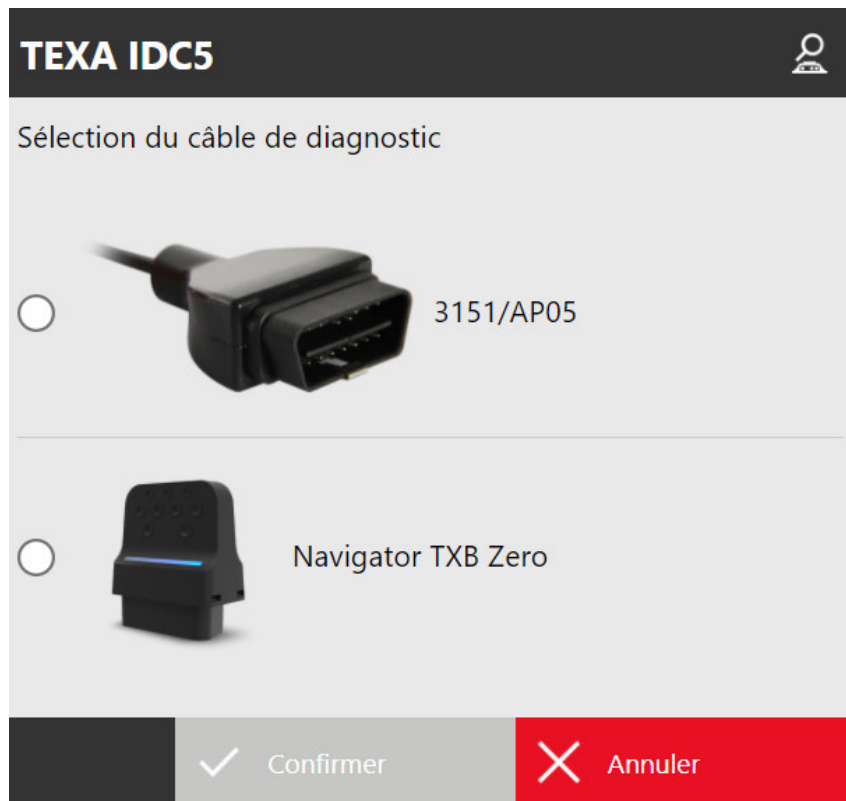 TEXA IDC5
Sélection du câble de diagnostic
3151/AP05
Navigator TXB Zero
Confirmer
Annuler